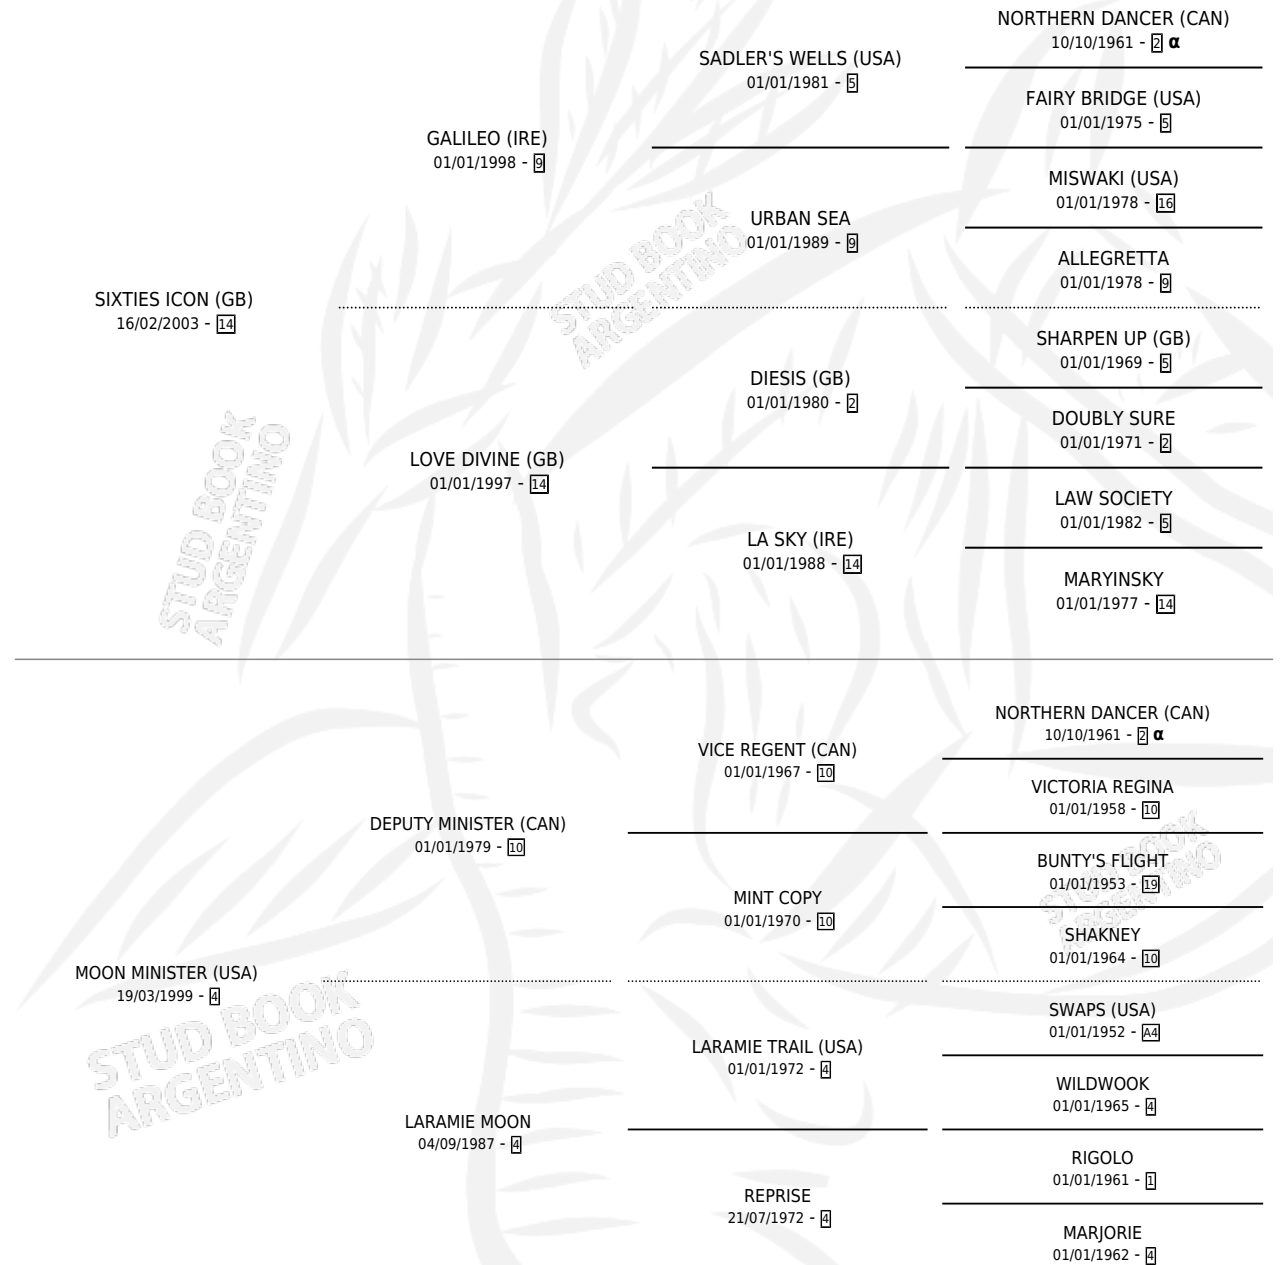 NORTHERN DANCER (CAN)
10/10/1961 - 2 α
SADLER'S WELLS (USA)
01/01/1981 - 5
FAIRY BRIDGE (USA)
01/01/1975 - 5
GALILEO (IRE)
01/01/1998 - 9
MISWAKI (USA)
01/01/1978 - 16
URBAN SEA
01/01/1989 - 9
ALLEGRETTA
01/01/1978 - 9
SIXTIES ICON (GB)
16/02/2003 - 14
STUD BOOK
ARGENTINO
SHARPEN UP (GB)
01/01/1969 - 5
DIESIS (GB)
01/01/1980 - 2
DOUBLY SURE
01/01/1971 - 2
LOVE DIVINE (GB)
01/01/1997 - 14
LAW SOCIETY
01/01/1982 - 5
LA SKY (IRE)
01/01/1988 - 14
MARYINSKY
01/01/1977 - 14
STUD BOOK
ARGENTINO
NORTHERN DANCER (CAN)
10/10/1961 - 2 α
VICE REGENT (CAN)
01/01/1967 - 10
VICTORIA REGINA
01/01/1958 - 10
DEPUTY MINISTER (CAN)
01/01/1979 - 10
BUNTY'S FLIGHT
01/01/1953 - 19
MINT COPY
01/01/1970 - 10
SHAKNEY
01/01/1964 - 10
STUD BOOK
ARGENTINO
MOON MINISTER (USA)
19/03/1999 - 4
STUD BOOK
ARGENTINO
SWAPS (USA)
01/01/1952 - A4
LARAMIE TRAIL (USA)
01/01/1972 - 4
WILDWOOK
01/01/1965 - 4
LARAMIE MOON
04/09/1987 - 4
RIGOLO
01/01/1961 - 1
REPRISE
21/07/1972 - 4
MARJORIE
01/01/1962 - 4